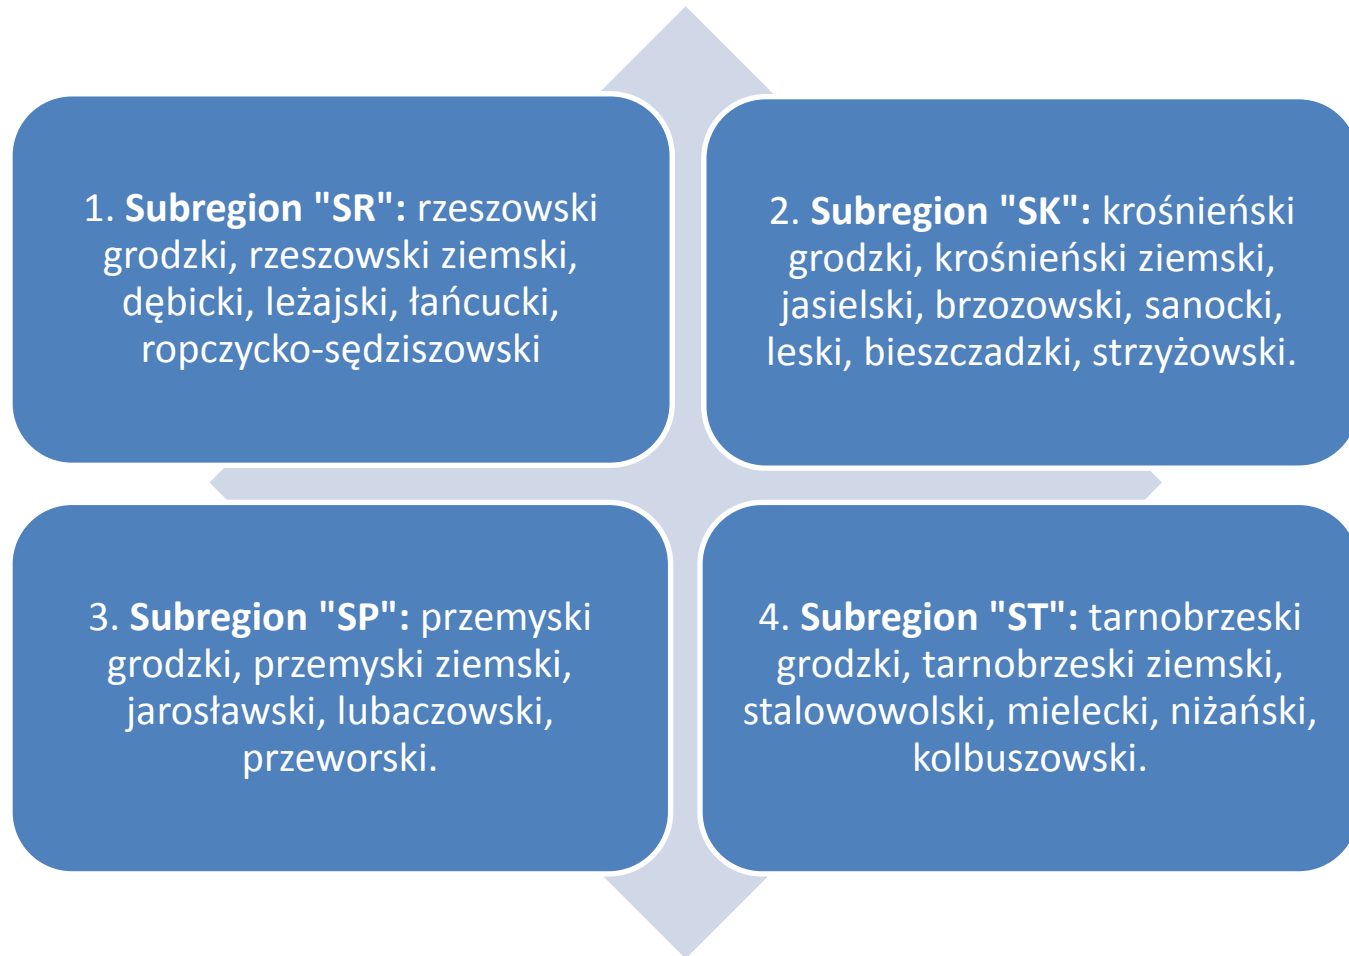 1. Subregion "SR": rzeszowski
grodzki, rzeszowski ziemski,
dębicki, leżajski, łańcucki,
ropczycko-sędziszowski
2. Subregion "SK": krośnieński
grodzki, krośnieński ziemski,
jasielski, brzozowski, sanocki,
leski, bieszczadzki, strzyżowski.
3. Subregion "SP": przemyski
grodzki, przemyski ziemski,
jarosławski, lubaczowski,
przeworski.
4. Subregion "ST": tarnobrzeski
grodzki, tarnobrzeski ziemski,
stalowowolski, mielecki, niżański,
kolbuszowski.